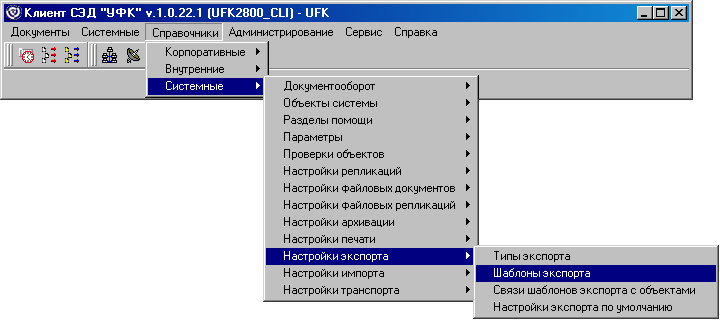 Клиент СЭД "УФК" v.1.0.22.1 (UFK2800_CLI) - UFK
Документы Системные Справочники Администрирование Сервис Справка
Корпоративные
Внутренние
Системные
Документооборот
Объекты системы
Разделы помощи
Параметры
Проверки объектов
Настройки репликаций
Настройки файловых документов
Настройки файловых репликаций
Настройки архивации
Настройки печати
Настройки экспорта
Настройки импорта
Настройки транспорта
Типы экспорта
Шаблоны экспорта
Связи шаблонов экспорта с объектами
Настройки экспорта по умолчанию